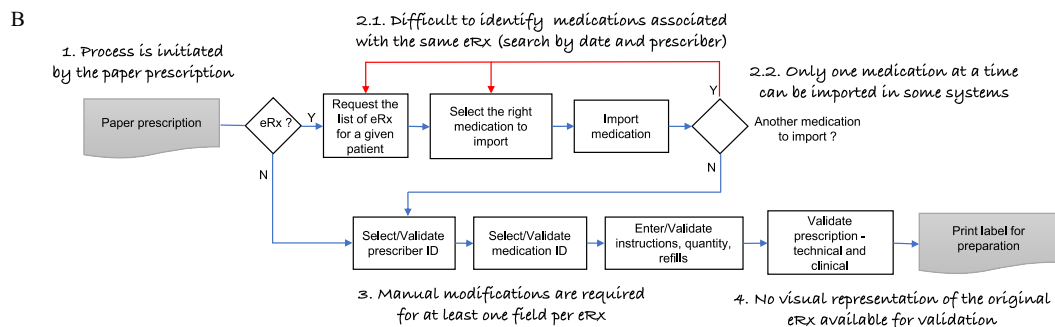 B
2.1. Difficult to identify medications associated
with the same eRx (search by date and prescriber)
1. Process is initiated
by the paper prescription
2.2. Only one medication at a time
can be imported in some systems
Paper prescription
eRx ?
Y
Request the
list of eRx
for a given
patient
Select the right
medication to
import
Import
medication
Y
Another medication
to import ?
N
N
Select/Validate
prescriber ID
Select/Validate
medication ID
Enter/Validate
instructions, quantity,
refills
Validate
prescription -
technical and
clinical
Print label for
preparation
3. Manual modifications are required
for at least one field per eRx
4. No visual representation of the original
eRx available for validation